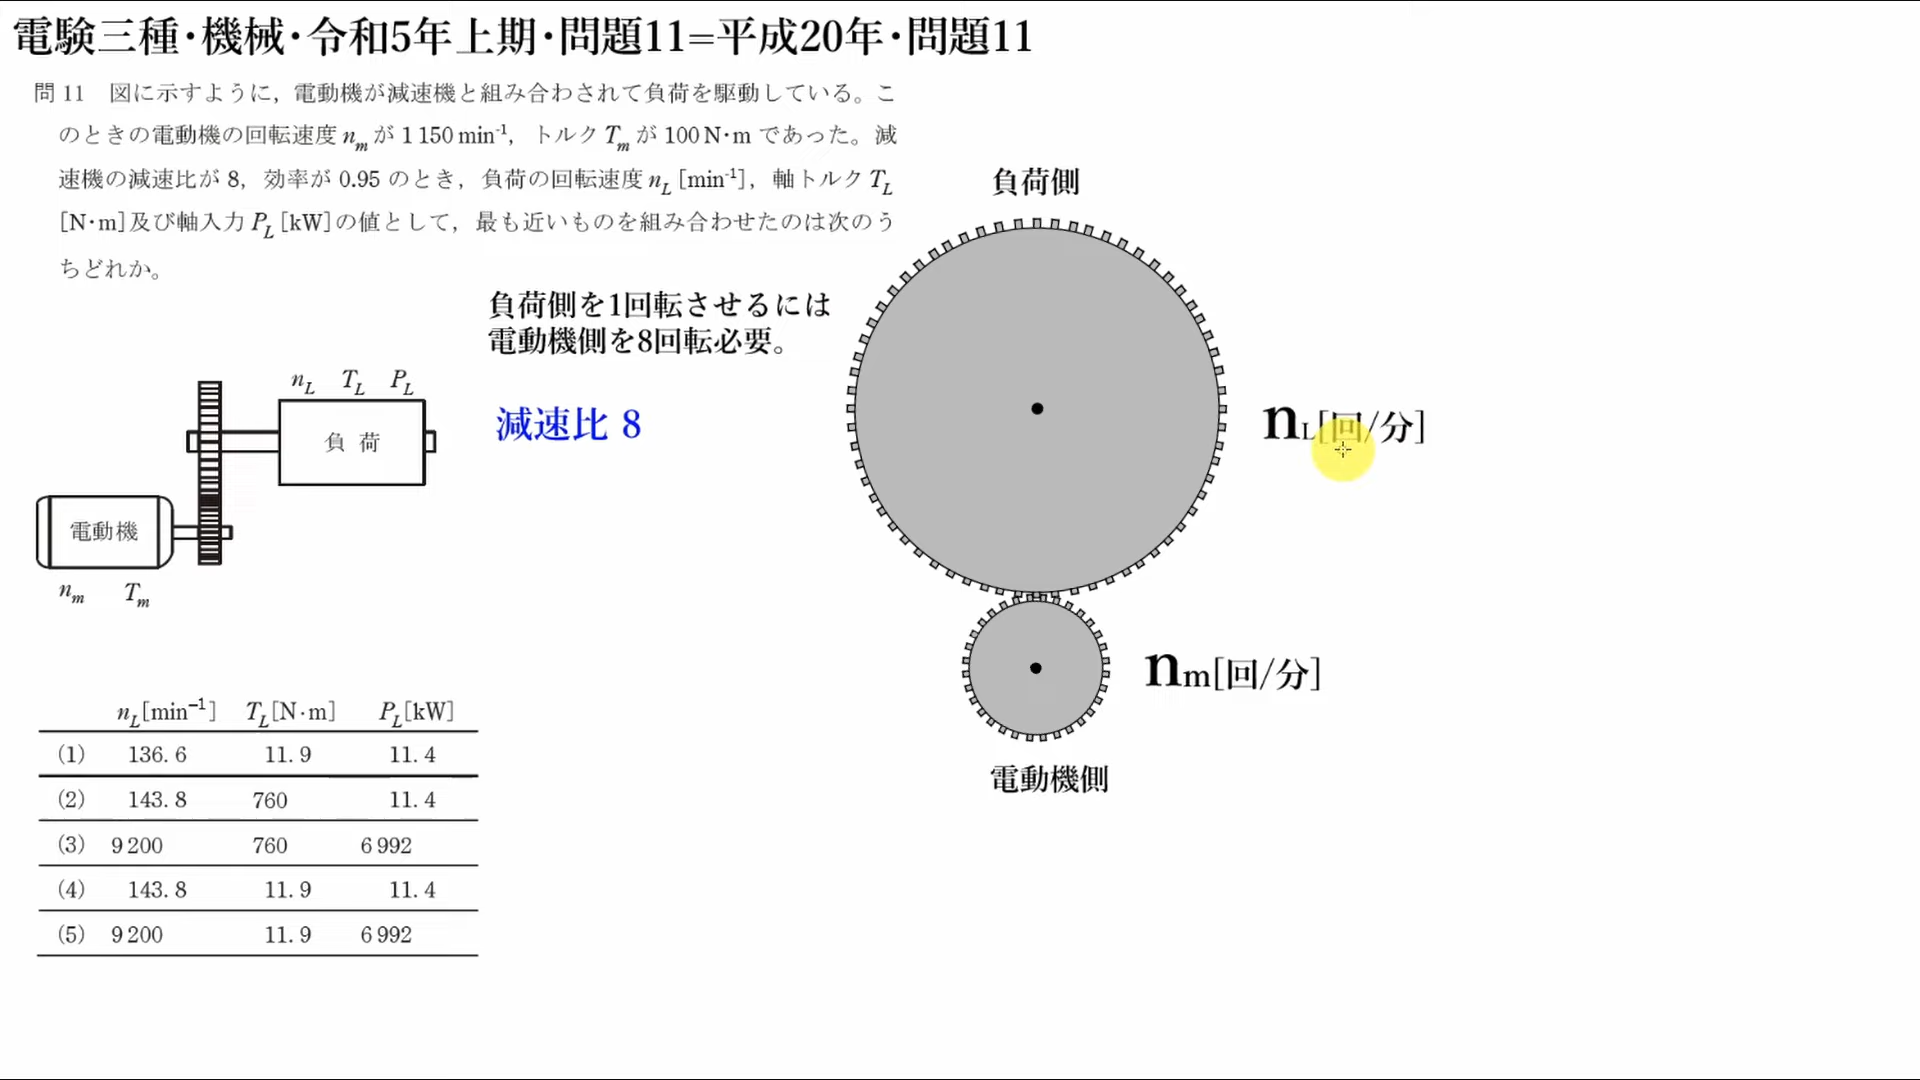 電験三種・機械・令和5年上期・問題11=平成20年・問題11
問 11　図に示すように，電動機が減速機と組み合わされて負荷を駆動している。こ
のときの電動機の回転速度 nm が 1 150 min-1，トルク Tm が 100 N・m であった。減
速機の減速比が 8，効率が 0.95 のとき，負荷の回転速度 nL [min-1]，軸トルク TL
[N・m]及び軸入力 PL [kW]の値として，最も近いものを組み合わせたのは次のう
ちどれか。
負荷側を1回転させるには
電動機側を8回転必要。
減速比 8
nL TL PL
負 荷
電動機
nm Tm
nL[min-1] TL[N·m] PL[kW]
(1) 136. 6 11. 9 11. 4
(2) 143. 8 760 11. 4
(3) 9 200 760 6 992
(4) 143. 8 11. 9 11. 4
(5) 9 200 11. 9 6 992
負荷側
nL[回/分]
nm[回/分]
電動機側